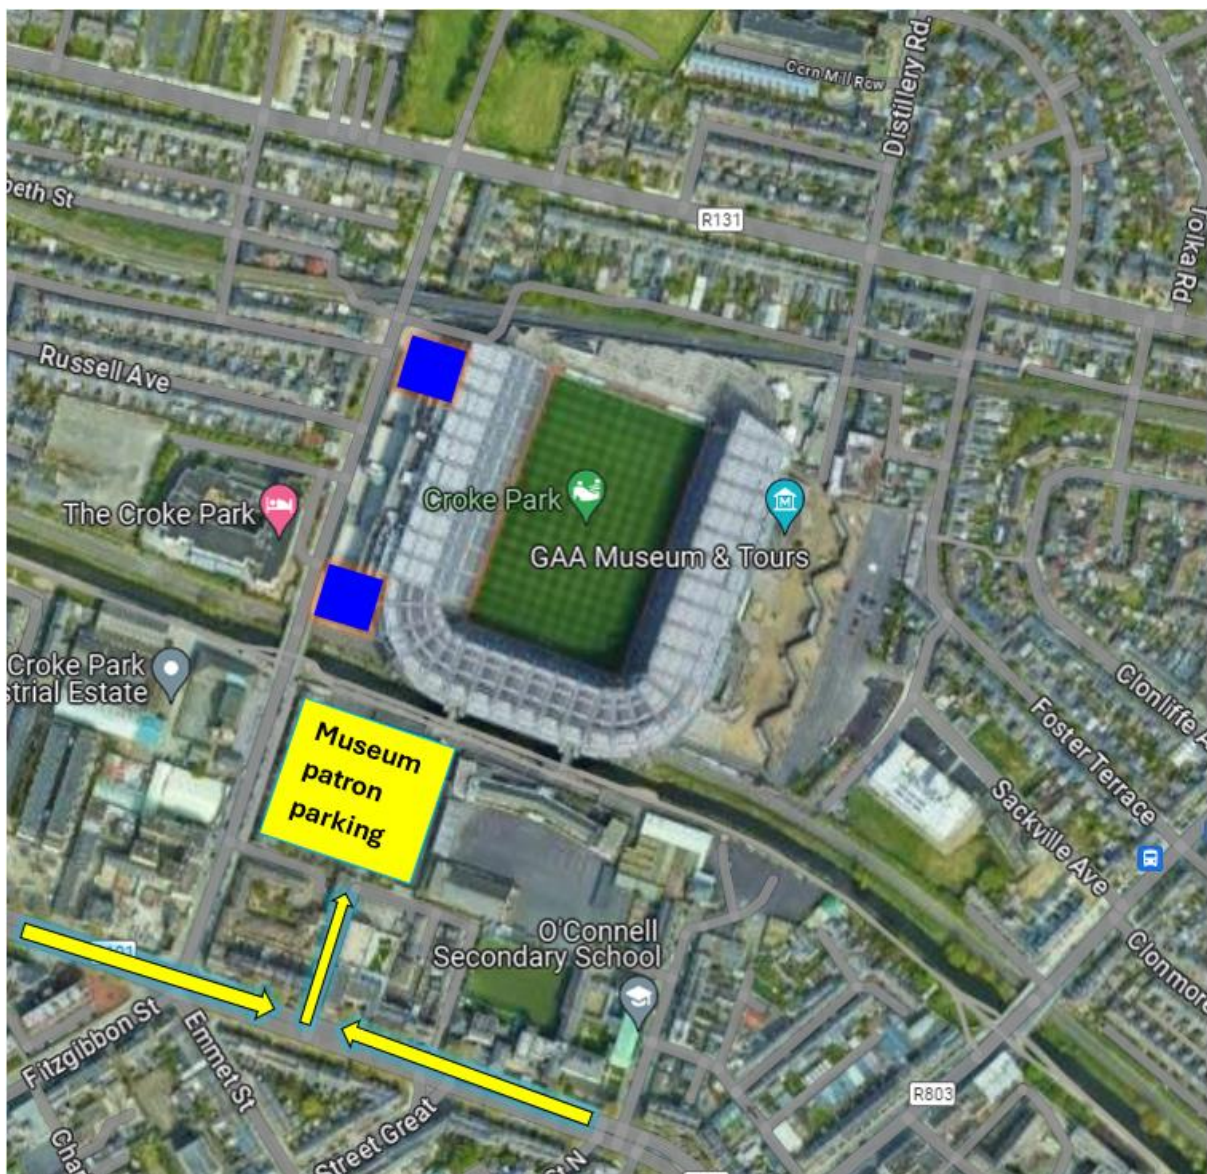 Corn Mill Row
Distillery Rd.
beth St
R131
Tolka Rd
Russell Ave
Croke Park
The Croke Park
GAA Museum & Tours
Croke Park
strial Estate
Clonliffe A
Foster Terrace
Museum
patron
parking
Sackville Ave
O'Connell
Secondary School
Clonmore
Fitzgibbon St
Emmet St
R803
Street Great
St N
Cha